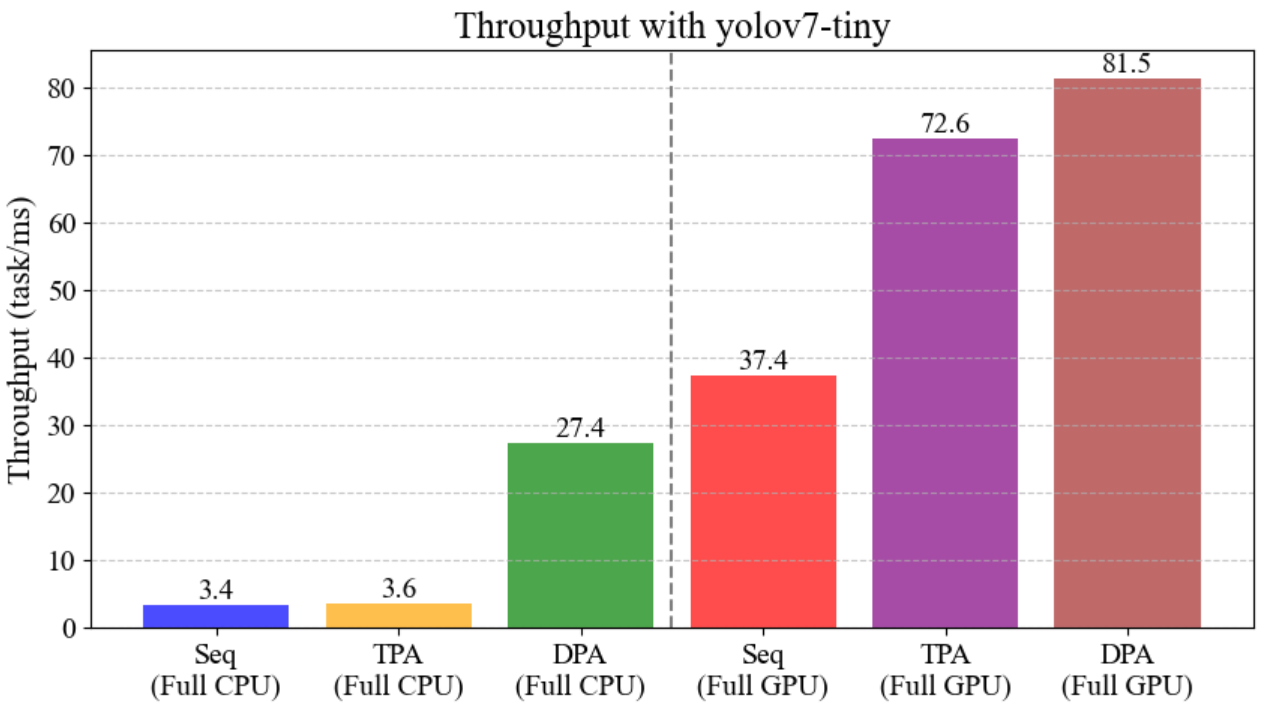 Throughput with yolov7-tiny
Throughput (task/ms)
80
70
60
50
40
30
20
10
0
3.4
3.6
27.4
37.4
72.6
81.5
Seq
(Full CPU)
TPA
(Full CPU)
DPA
(Full CPU)
Seq
(Full GPU)
TPA
(Full GPU)
DPA
(Full GPU)